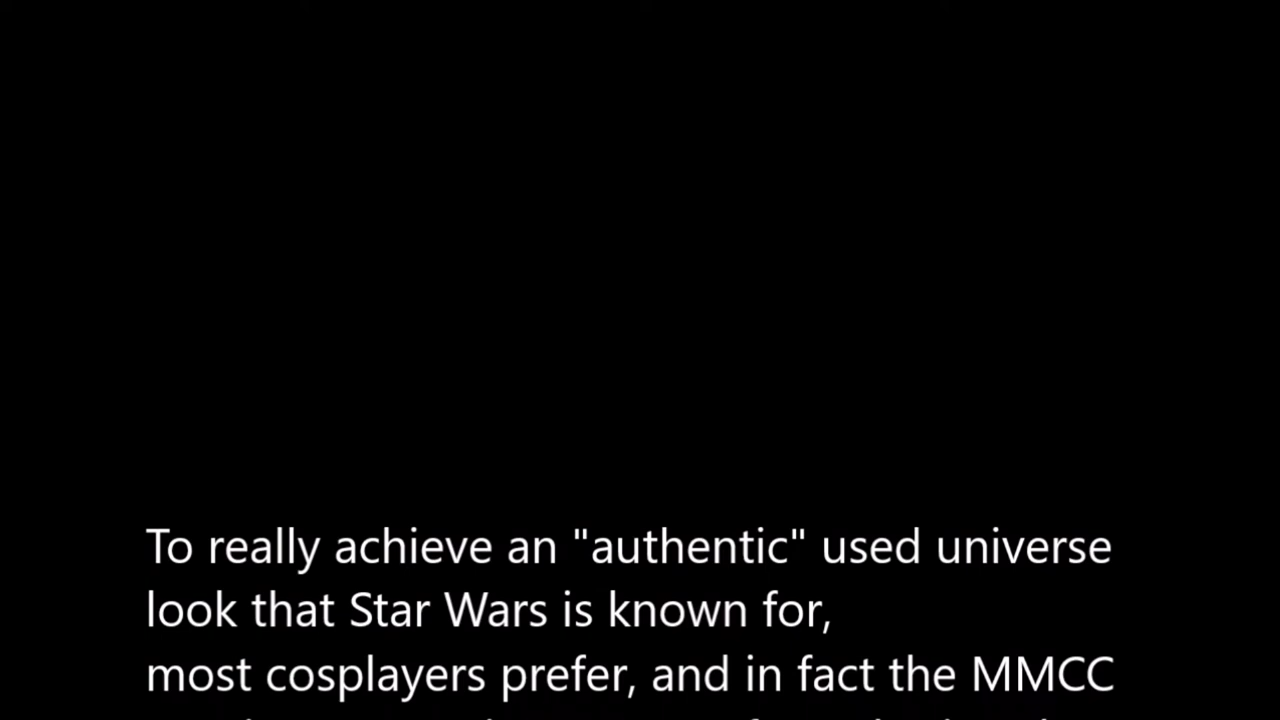 To really achieve an "authentic" used universe
look that Star Wars is known for,
most cosplayers prefer, and in fact the MMCC